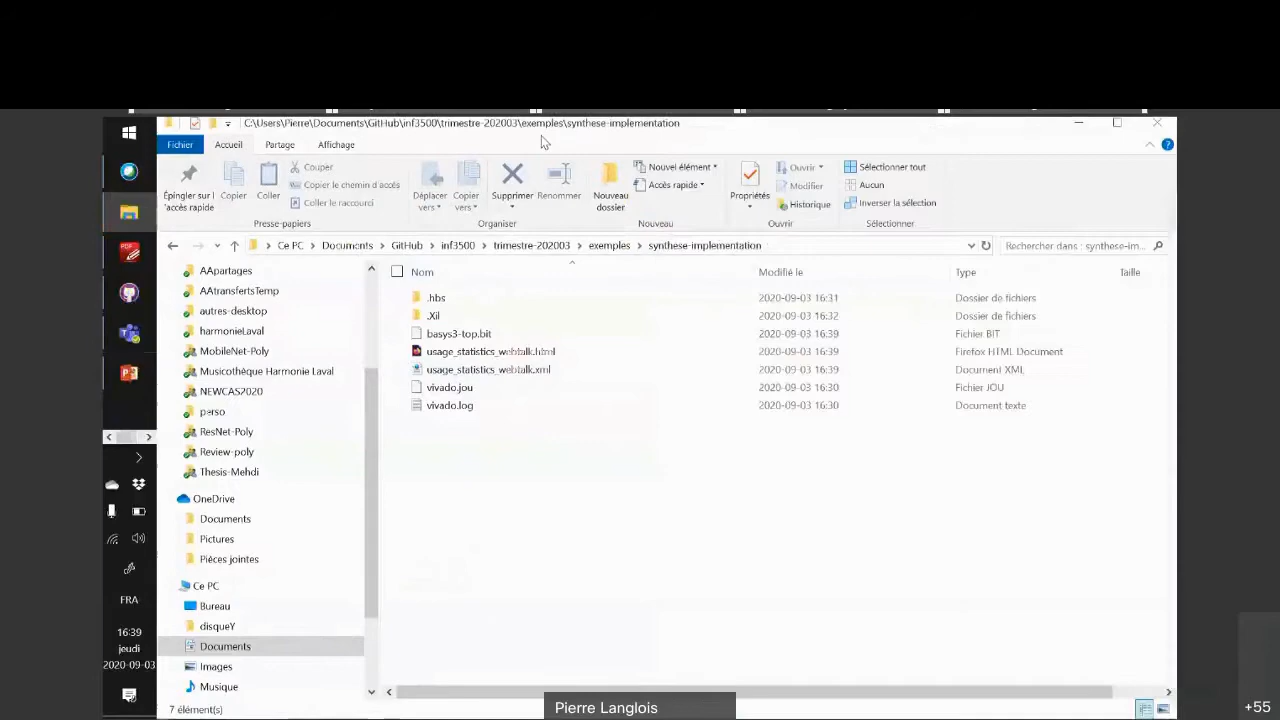 C:\Users\Pierre\Documents\GitHub\inf3500\trimestre-202003\exemples\synthese-implementation
Fichier Accueil Partage Affichage
Épingler sur l'accès rapide
Copier
Coller
Couper
Copier le chemin d'accès
Coller le raccourci
Presse-papiers
Déplacer vers
Copier vers
Supprimer
Renommer
Organiser
Nouveau dossier
Nouvel élément
Accès rapide
Nouveau
Propriétés
Ouvrir
Modifier
Historique
Ouvrir
Sélectionner tout
Aucun
Inverser la sélection
Sélectionner
Ce PC > Documents > GitHub > inf3500 > trimestre-202003 > exemples > synthese-implementation
Rechercher dans : synthese-im...
AApartages
AAtransfertsTemp
autres-desktop
harmonieLaval
MobileNet-Poly
Musicothèque Harmonie Laval
NEWCAS2020
perso
ResNet-Poly
Review-poly
Thesis-Mehdi
OneDrive
Documents
Pictures
Pièces jointes
Ce PC
Bureau
disqueY
Documents
Images
Musique
Nom Modifié le Type Taille
.hbs 2020-09-03 16:31 Dossier de fichiers
.Xil 2020-09-03 16:32 Dossier de fichiers
basys3-top.bit 2020-09-03 16:39 Fichier BIT
usage_statistics_webtalk.html 2020-09-03 16:39 Firefox HTML Document
usage_statistics_webtalk.xml 2020-09-03 16:39 Document XML
vivado.jou 2020-09-03 16:30 Fichier JOU
vivado.log 2020-09-03 16:30 Document texte
7 élément(s)
PDF
FRA
16:39
jeudi
2020-09-03
Pierre Langlois
+55